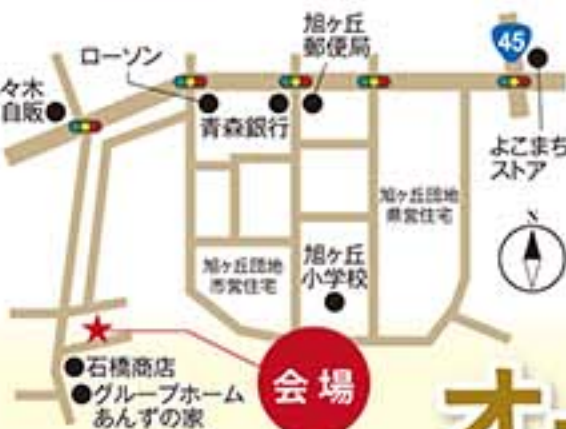 旭ヶ丘
郵便局
45
ローソン
々木
自販
青森銀行
よこまち
ストア
旭ヶ丘団地
県営住宅
N
旭ヶ丘団地
市営住宅
旭ヶ丘
小学校
石橋商店
会場
グループホーム
あんずの家
オ